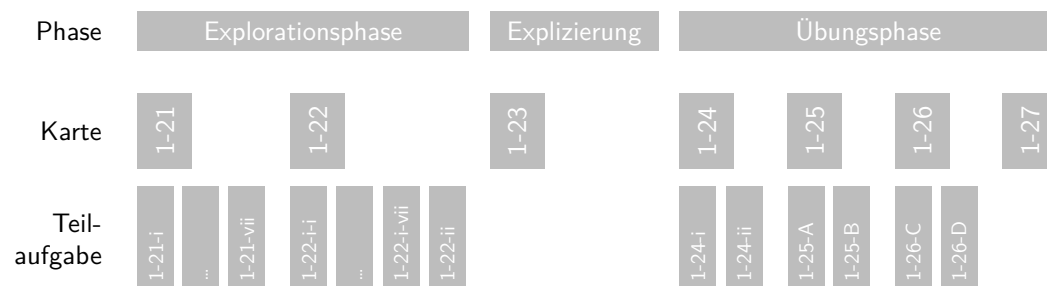 Phase Explorationsphase Explizierung Übungsphase
Karte 1-21 1-22 1-23 1-24 1-25 1-26 1-27
Teil-
aufgabe
1-21-i ... 1-21-vii 1-22-i-i ... 1-22-i-vii 1-22-ii 1-24-i 1-24-ii 1-25-A 1-25-B 1-26-C 1-26-D